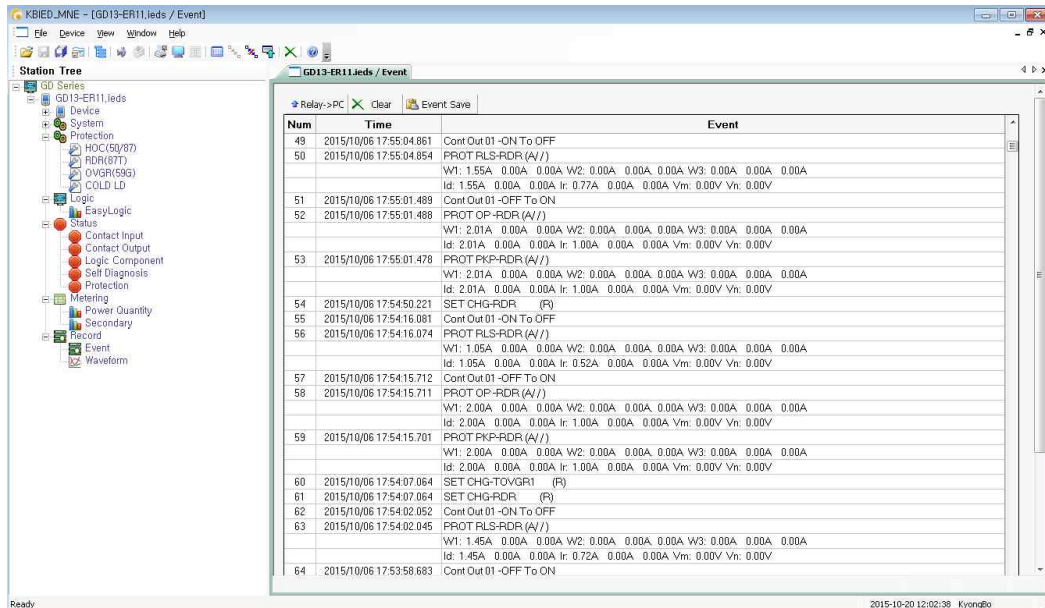 KBIED_MNE - [GD13-ER11.ieds / Event]
File Device View Window Help
Station Tree
GD Series
GD13-ER11.ieds
Device
System
Protection
HOC(50/87)
RDR(87T)
OVGR(59G)
COLD LD
Logic
EasyLogic
Status
Contact Input
Contact Output
Logic Component
Self Diagnosis
Protection
Metering
Power Quantity
Secondary
Record
Event
Waveform
GD13-ER11.ieds / Event
Relay->PC Clear Event Save
Num Time Event
49 2015/10/06 17:55:04.861 Cont Out 01 -ON To OFF
50 2015/10/06 17:55:04.854 PROT RLS-RDR (A/ / )
W1: 1.55A 0.00A 0.00A W2: 0.00A 0.00A, 0.00A W3: 0.00A 0.00A 0.00A
Id: 1.55A 0.00A 0.00A Ir: 0.77A 0.00A 0.00A Vm: 0.00V Vn: 0.00V
51 2015/10/06 17:55:01.489 Cont Out 01 -OFF To ON
52 2015/10/06 17:55:01.488 PROT OP -RDR (A/ / )
W1: 2.01A 0.00A 0.00A W2: 0.00A 0.00A, 0.00A W3: 0.00A 0.00A 0.00A
Id: 2.01A 0.00A 0.00A Ir: 1.00A 0.00A 0.00A Vm: 0.00V Vn: 0.00V
53 2015/10/06 17:55:01.478 PROT PKP-RDR (A/ / )
W1: 2.01A 0.00A 0.00A W2: 0.00A 0.00A, 0.00A W3: 0.00A 0.00A 0.00A
Id: 2.01A 0.00A 0.00A Ir: 1.00A 0.00A 0.00A Vm: 0.00V Vn: 0.00V
54 2015/10/06 17:54:50.221 SET CHG-RDR (R)
55 2015/10/06 17:54:16.081 Cont Out 01 -ON To OFF
56 2015/10/06 17:54:16.074 PROT RLS-RDR (A/ / )
W1: 1.05A 0.00A 0.00A W2: 0.00A 0.00A, 0.00A W3: 0.00A 0.00A 0.00A
Id: 1.05A 0.00A 0.00A Ir: 0.52A 0.00A 0.00A Vm: 0.00V Vn: 0.00V
57 2015/10/06 17:54:15.712 Cont Out 01 -OFF To ON
58 2015/10/06 17:54:15.711 PROT OP -RDR (A/ / )
W1: 2.00A 0.00A 0.00A W2: 0.00A 0.00A, 0.00A W3: 0.00A 0.00A 0.00A
Id: 2.00A 0.00A 0.00A Ir: 1.00A 0.00A 0.00A Vm: 0.00V Vn: 0.00V
59 2015/10/06 17:54:15.701 PROT PKP-RDR (A/ / )
W1: 2.00A 0.00A 0.00A W2: 0.00A 0.00A, 0.00A W3: 0.00A 0.00A 0.00A
Id: 2.00A 0.00A 0.00A Ir: 1.00A 0.00A 0.00A Vm: 0.00V Vn: 0.00V
60 2015/10/06 17:54:07.064 SET CHG-TOVGR1 (R)
61 2015/10/06 17:54:07.064 SET CHG-RDR (R)
62 2015/10/06 17:54:02.052 Cont Out 01 -ON To OFF
63 2015/10/06 17:54:02.045 PROT RLS-RDR (A/ / )
W1: 1.45A 0.00A 0.00A W2: 0.00A 0.00A, 0.00A W3: 0.00A 0.00A 0.00A
Id: 1.45A 0.00A 0.00A Ir: 0.72A 0.00A 0.00A Vm: 0.00V Vn: 0.00V
64 2015/10/06 17:53:58.683 Cont Out 01 -OFF To ON
Ready 2015-10-20 12:02:38 KyongBo